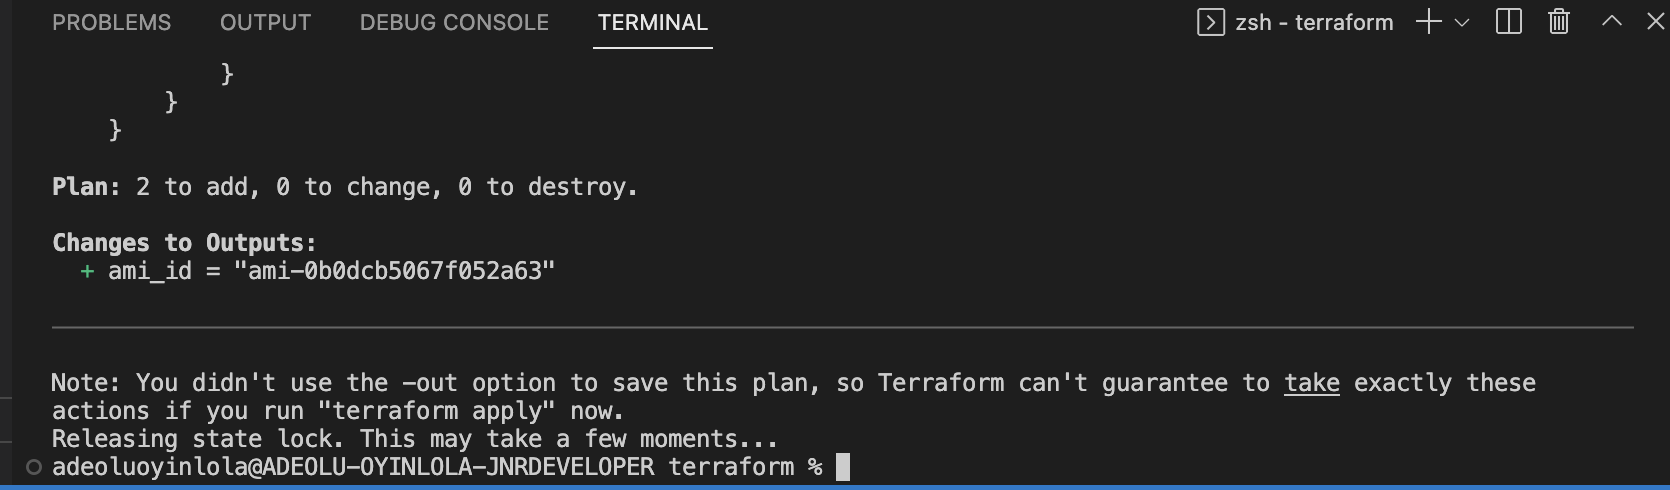 PROBLEMS OUTPUT DEBUG CONSOLE TERMINAL zsh - terraform
}
}
}
Plan: 2 to add, 0 to change, 0 to destroy.
Changes to Outputs:
+ ami_id = "ami-0b0dcb5067f052a63"
Note: You didn't use the -out option to save this plan, so Terraform can't guarantee to take exactly these
actions if you run "terraform apply" now.
Releasing state lock. This may take a few moments...
adeoluoyinlola@ADEOLU-OYINLOLA-JNRDEVELOPER terraform %